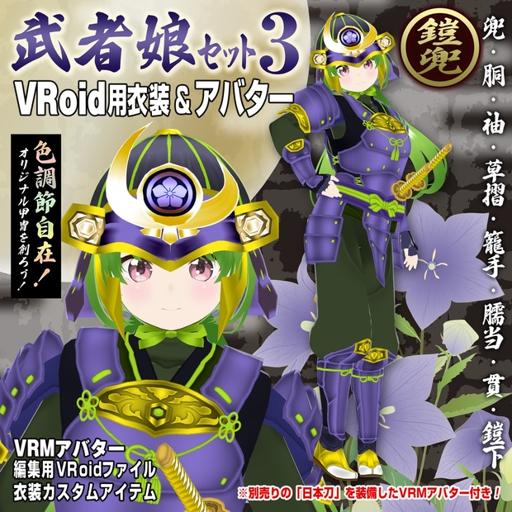 武者娘セット3
VRoid用衣装&アバター
鎧兜
兜・胴・袖・草摺・籠手・臑当・貫・鎧下
色調節自在!
オリジナル甲冑を創ろう!
VRMアバター
編集用VRoidファイル
衣装カスタムアイテム
※別売りの「日本刀」を装備したVRMアバター付き!